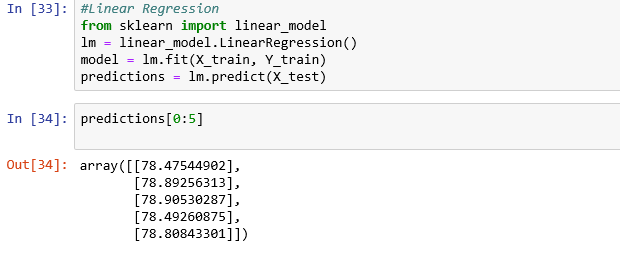 In [33]: #Linear Regression
from sklearn import linear_model
lm = linear_model.LinearRegression()
model = lm.fit(X_train, Y_train)
predictions = lm.predict(X_test)
In [34]: predictions[0:5]
Out[34]: array([[78.47544902],
[78.89256313],
[78.90530287],
[78.49260875],
[78.80843301]])